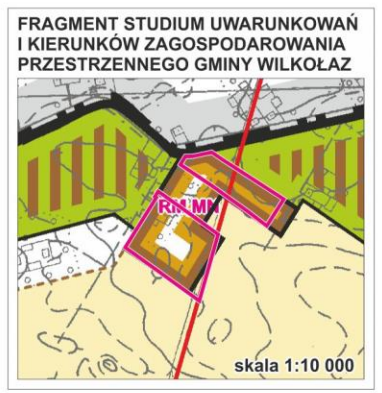 FRAGMENT STUDIUM UWARUNKOWAŃ
I KIERUNKÓW ZAGOSPODAROWANIA
PRZESTRZENNEGO GMINY WILKOŁAZ
RM MN
skala 1:10 000